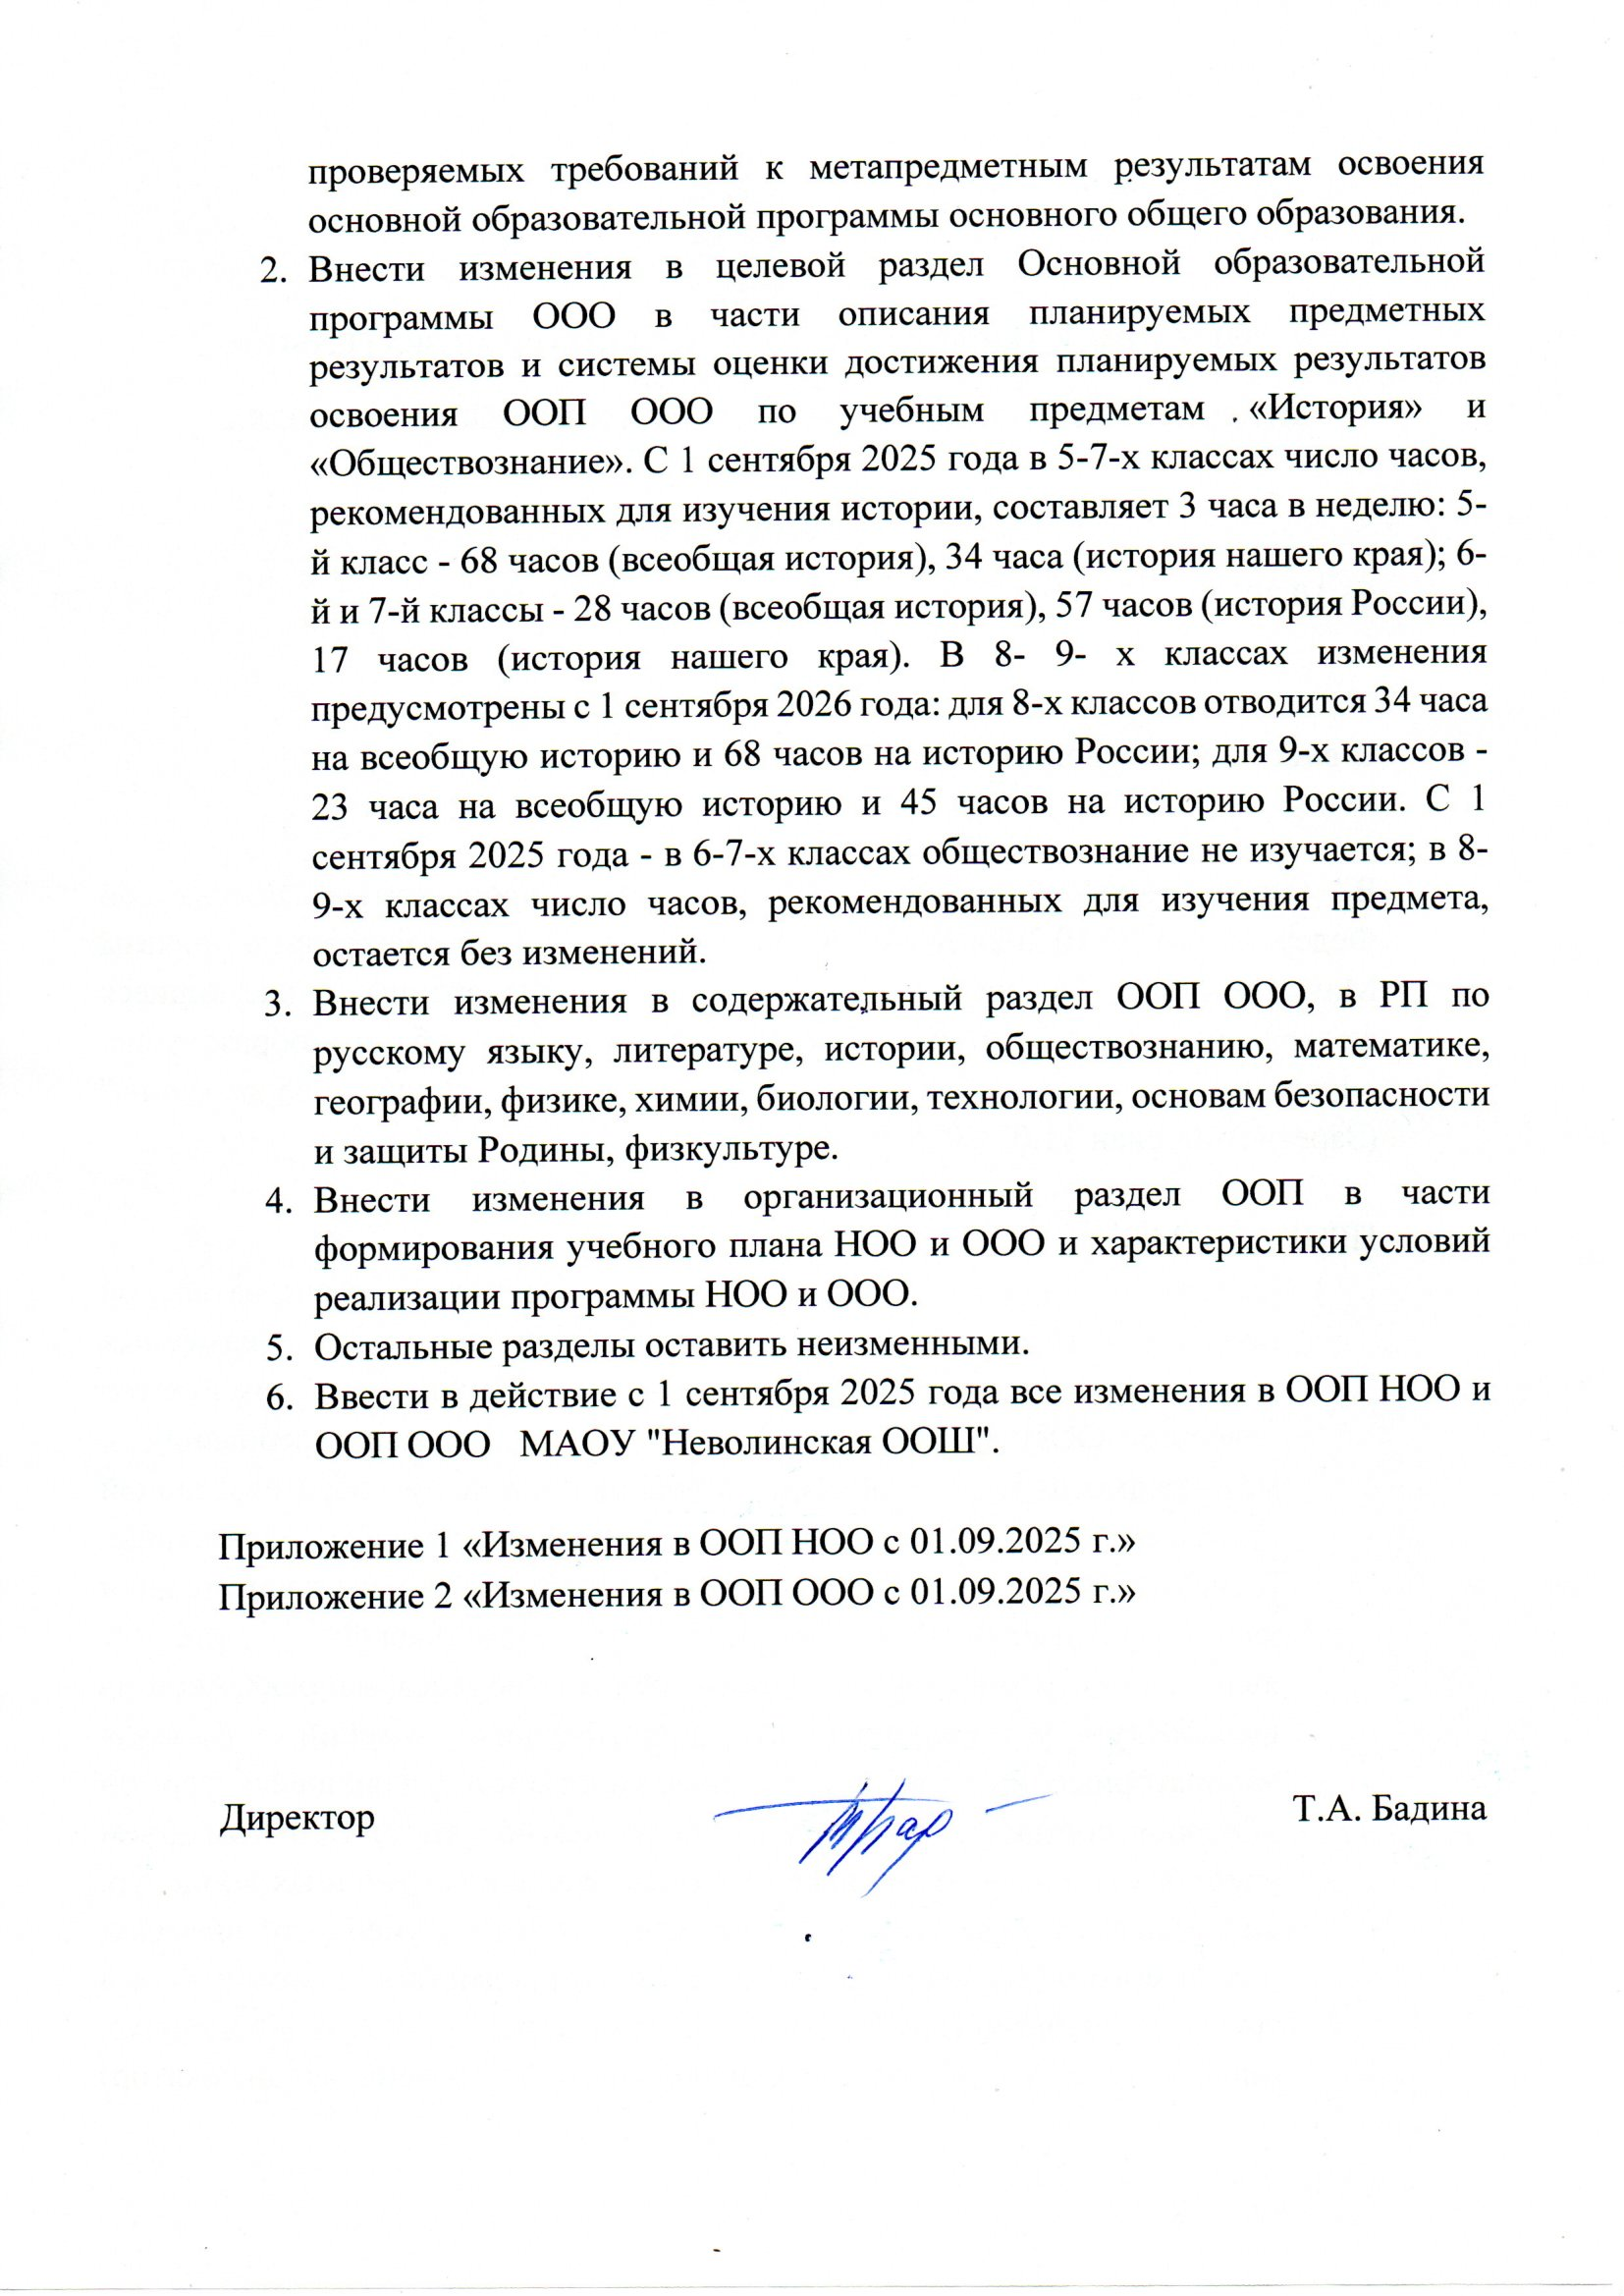 проверяемых требований к метапредметным результатам освоения
основной образовательной программы основного общего образования.
2. Внести изменения в целевой раздел Основной образовательной
программы ООО в части описания планируемых предметных
результатов и системы оценки достижения планируемых результатов
освоения ООП ООО по учебным предметам «История» и
«Обществознание». С 1 сентября 2025 года в 5-7-х классах число часов,
рекомендованных для изучения истории, составляет 3 часа в неделю: 5-
й класс - 68 часов (всеобщая история), 34 часа (история нашего края); 6-
й и 7-й классы - 28 часов (всеобщая история), 57 часов (история России),
17 часов (история нашего края). В 8- 9- х классах изменения
предусмотрены с 1 сентября 2026 года: для 8-х классов отводится 34 часа
на всеобщую историю и 68 часов на историю России; для 9-х классов -
23 часа на всеобщую историю и 45 часов на историю России. С 1
сентября 2025 года - в 6-7-х классах обществознание не изучается; в 8-
9-х классах число часов, рекомендованных для изучения предмета,
остается без изменений.
3. Внести изменения в содержательный раздел ООП ООО, в РП по
русскому языку, литературе, истории, обществознанию, математике,
географии, физике, химии, биологии, технологии, основам безопасности
и защиты Родины, физкультуре.
4. Внести изменения в организационный раздел ООП в части
формирования учебного плана НОО и ООО и характеристики условий
реализации программы НОО и ООО.
5. Остальные разделы оставить неизменными.
6. Ввести в действие с 1 сентября 2025 года все изменения в ООП НОО и
ООП ООО МАОУ "Неволинская ООШ".
Приложение 1 «Изменения в ООП НОО с 01.09.2025 г.»
Приложение 2 «Изменения в ООП ООО с 01.09.2025 г.»
Директор Т.А. Бадина